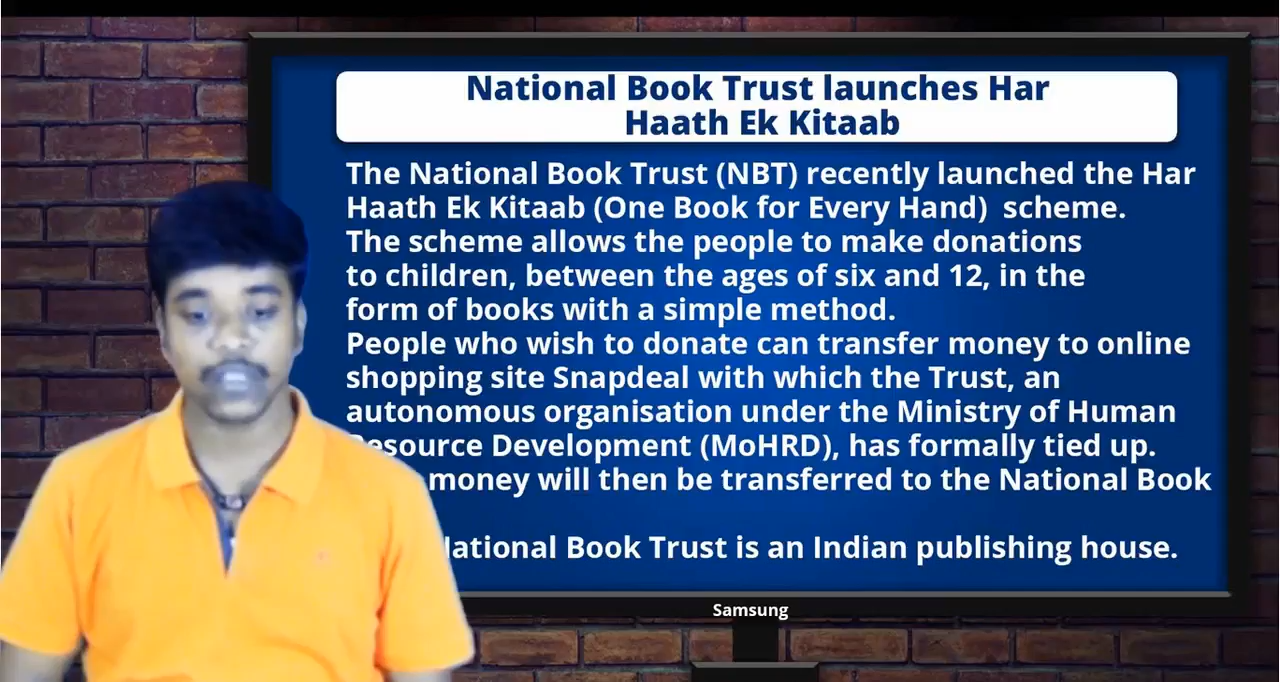 National Book Trust launches Har
Haath Ek Kitaab
The National Book Trust (NBT) recently launched the Har
Haath Ek Kitaab (One Book for Every Hand) scheme.
The scheme allows the people to make donations
to children, between the ages of six and 12, in the
form of books with a simple method.
People who wish to donate can transfer money to online
shopping site Snapdeal with which the Trust, an
autonomous organisation under the Ministry of Human
Resource Development (MoHRD), has formally tied up.
money will then be transferred to the National Book
National Book Trust is an Indian publishing house.
Samsung